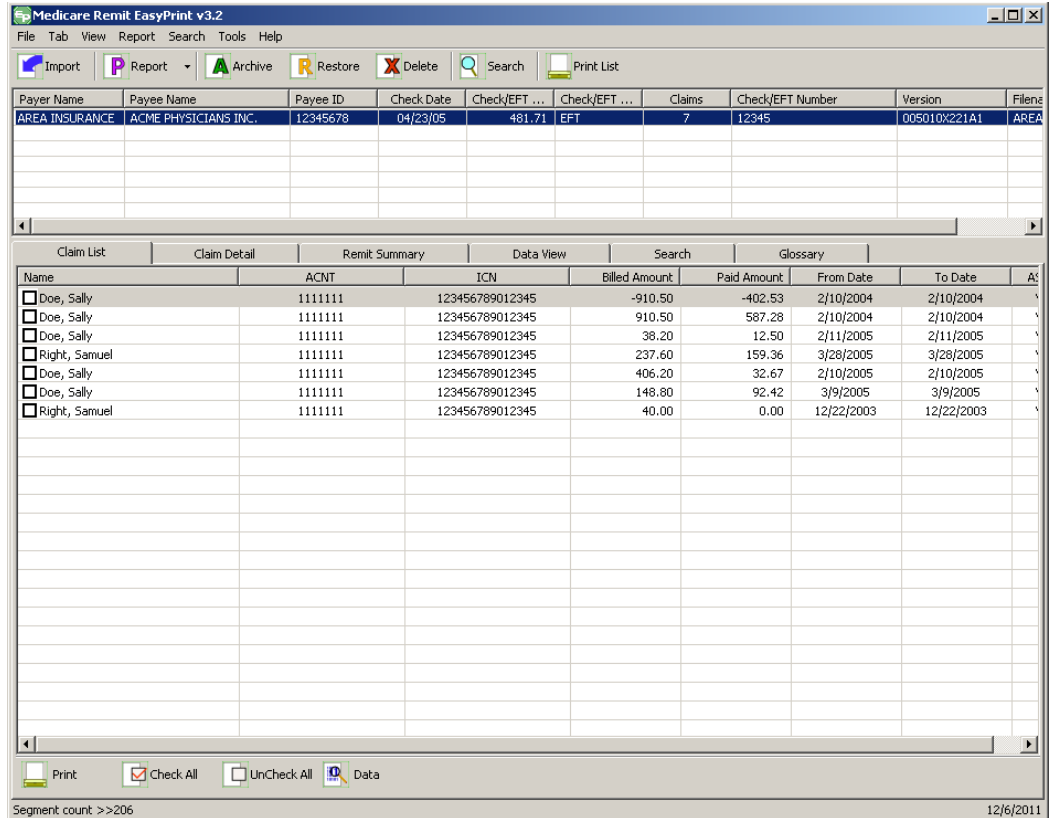 Medicare Remit EasyPrint v3.2
File Tab View Report Search Tools Help
Import Report Archive Restore Delete Search Print List
Payer Name Payee Name Payee ID Check Date Check/EFT ... Check/EFT ... Claims Check/EFT Number Version Filena
AREA INSURANCE ACME PHYSICIANS INC. 12345678 04/23/05 481.71 EFT 7 12345 005010X221A1 AREA
Claim List Claim Detail Remit Summary Data View Search Glossary
Name ACNT ICN Billed Amount Paid Amount From Date To Date
Doe, Sally 1111111 123456789012345 -910.50 -402.53 2/10/2004 2/10/2004
Doe, Sally 1111111 123456789012345 910.50 587.28 2/10/2004 2/10/2004
Doe, Sally 1111111 123456789012345 38.20 12.50 2/11/2005 2/11/2005
Right, Samuel 1111111 123456789012345 237.60 159.36 3/28/2005 3/28/2005
Doe, Sally 1111111 123456789012345 406.20 32.67 2/10/2005 2/10/2005
Doe, Sally 1111111 123456789012345 148.80 92.42 3/9/2005 3/9/2005
Right, Samuel 1111111 123456789012345 40.00 0.00 12/22/2003 12/22/2003
Print Check All UnCheck All Data
Segment count >>206 12/6/2011